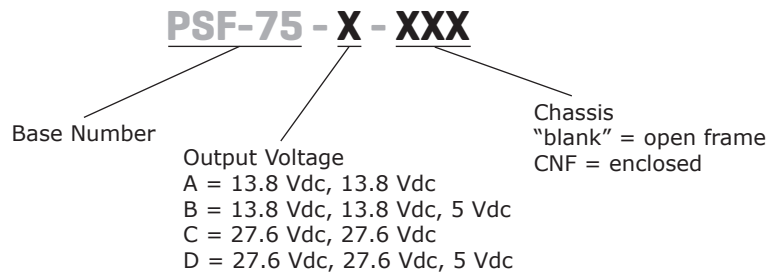 PSF-75 - X - XXX
Base Number
Output Voltage
A = 13.8 Vdc, 13.8 Vdc
B = 13.8 Vdc, 13.8 Vdc, 5 Vdc
C = 27.6 Vdc, 27.6 Vdc
D = 27.6 Vdc, 27.6 Vdc, 5 Vdc
Chassis
“blank” = open frame
CNF = enclosed